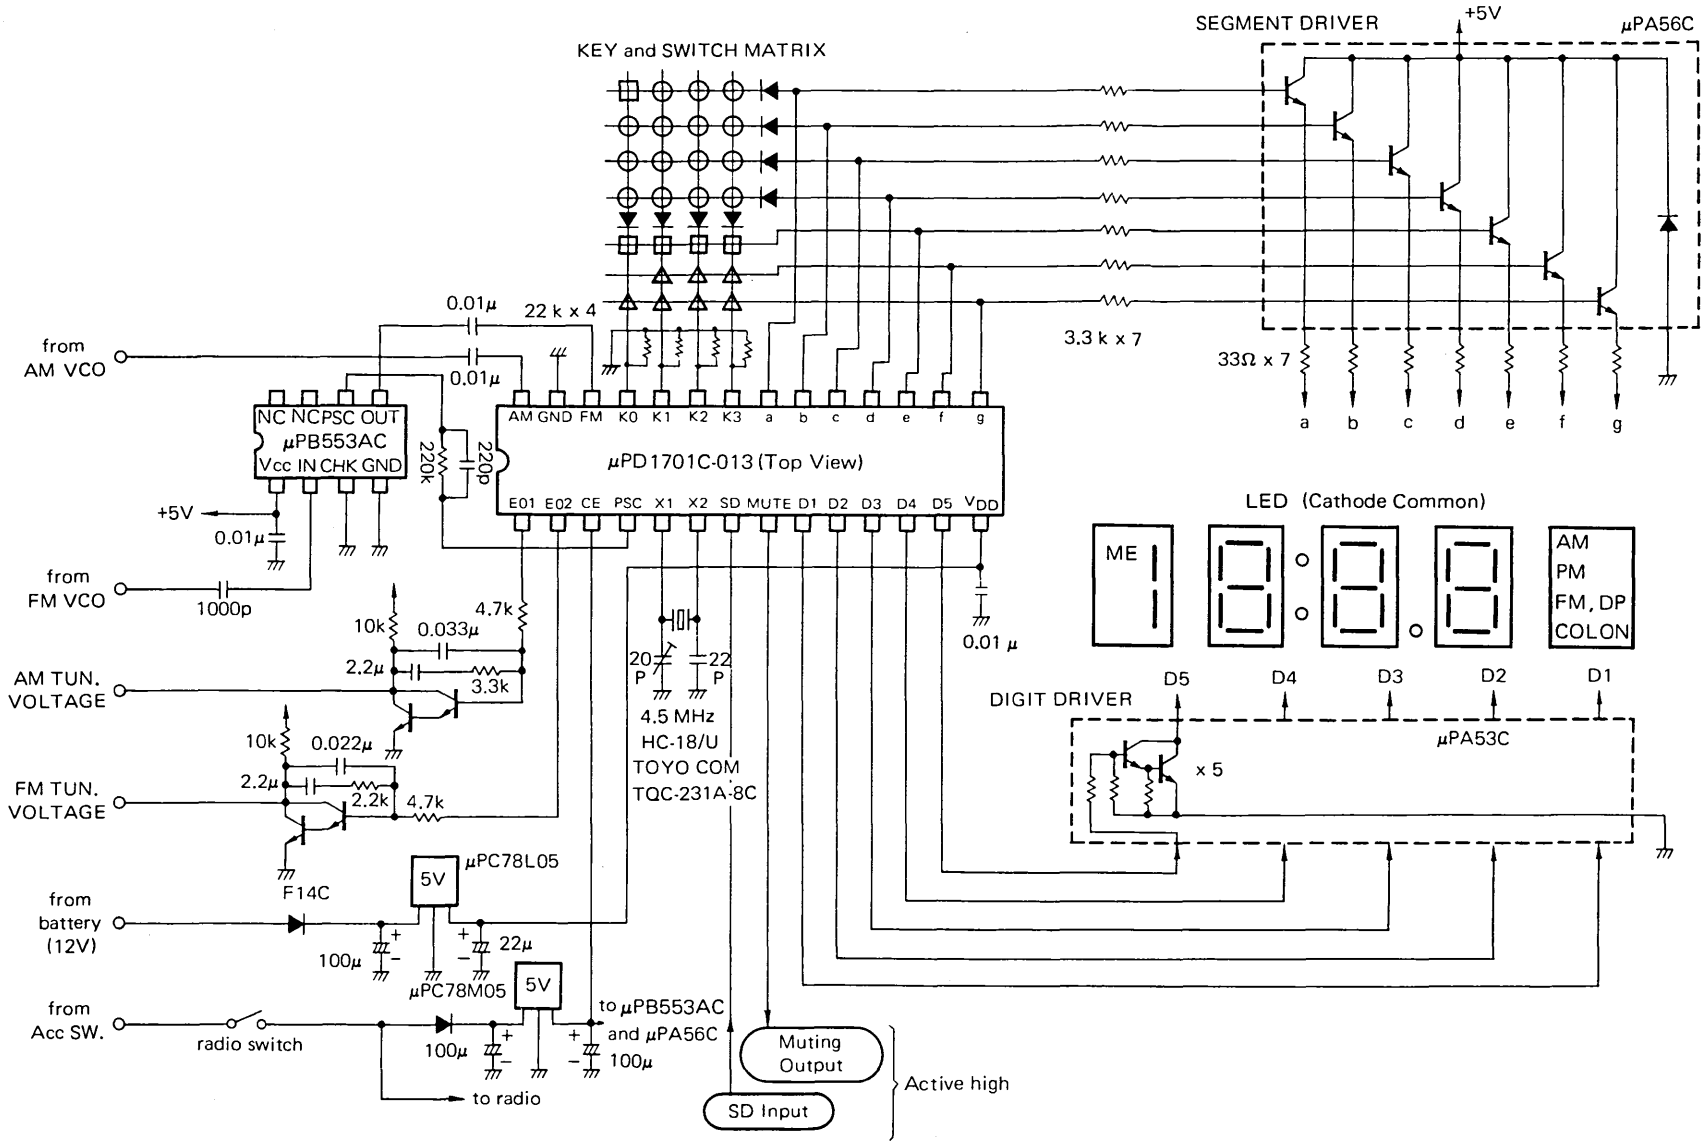 SEGMENT DRIVER
+5V
μPA56C
KEY and SWITCH MATRIX
0.01μ
22 k x 4
from
AM VCO
0.01μ
3.3 k x 7
33Ω x 7
a b c d e f g
NC NC PSC OUT
μPB553AC
Vcc IN CHK GND
220k
220p
AM GND FM K0 K1 K2 K3 a b c d e f g
μPD1701C-013 (Top View)
E01 E02 CE PSC X1 X2 SD MUTE D1 D2 D3 D4 D5 VDD
+5V
0.01μ
from
FM VCO
1000p
LED (Cathode Common)
ME
AM
PM
FM, DP
COLON
0.01μ
10k
0.033μ
4.7k
2.2μ
3.3k
AM TUN.
VOLTAGE
20
P
22
P
4.5 MHz
HC-18/U
TOYO COM
TQC-231A-8C
D5 D4 D3 D2 D1
DIGIT DRIVER
μPA53C
x 5
10k
0.022μ
2.2μ
2.2k
4.7k
FM TUN.
VOLTAGE
F14C
μPC78L05
5V
from
battery
(12V)
+
-
100μ
+
-
22μ
μPC78M05
5V
from
Acc SW.
radio switch
100μ
+
-
+
-
100μ
to μPB553AC
and μPA56C
to radio
Muting
Output
SD Input
Active high